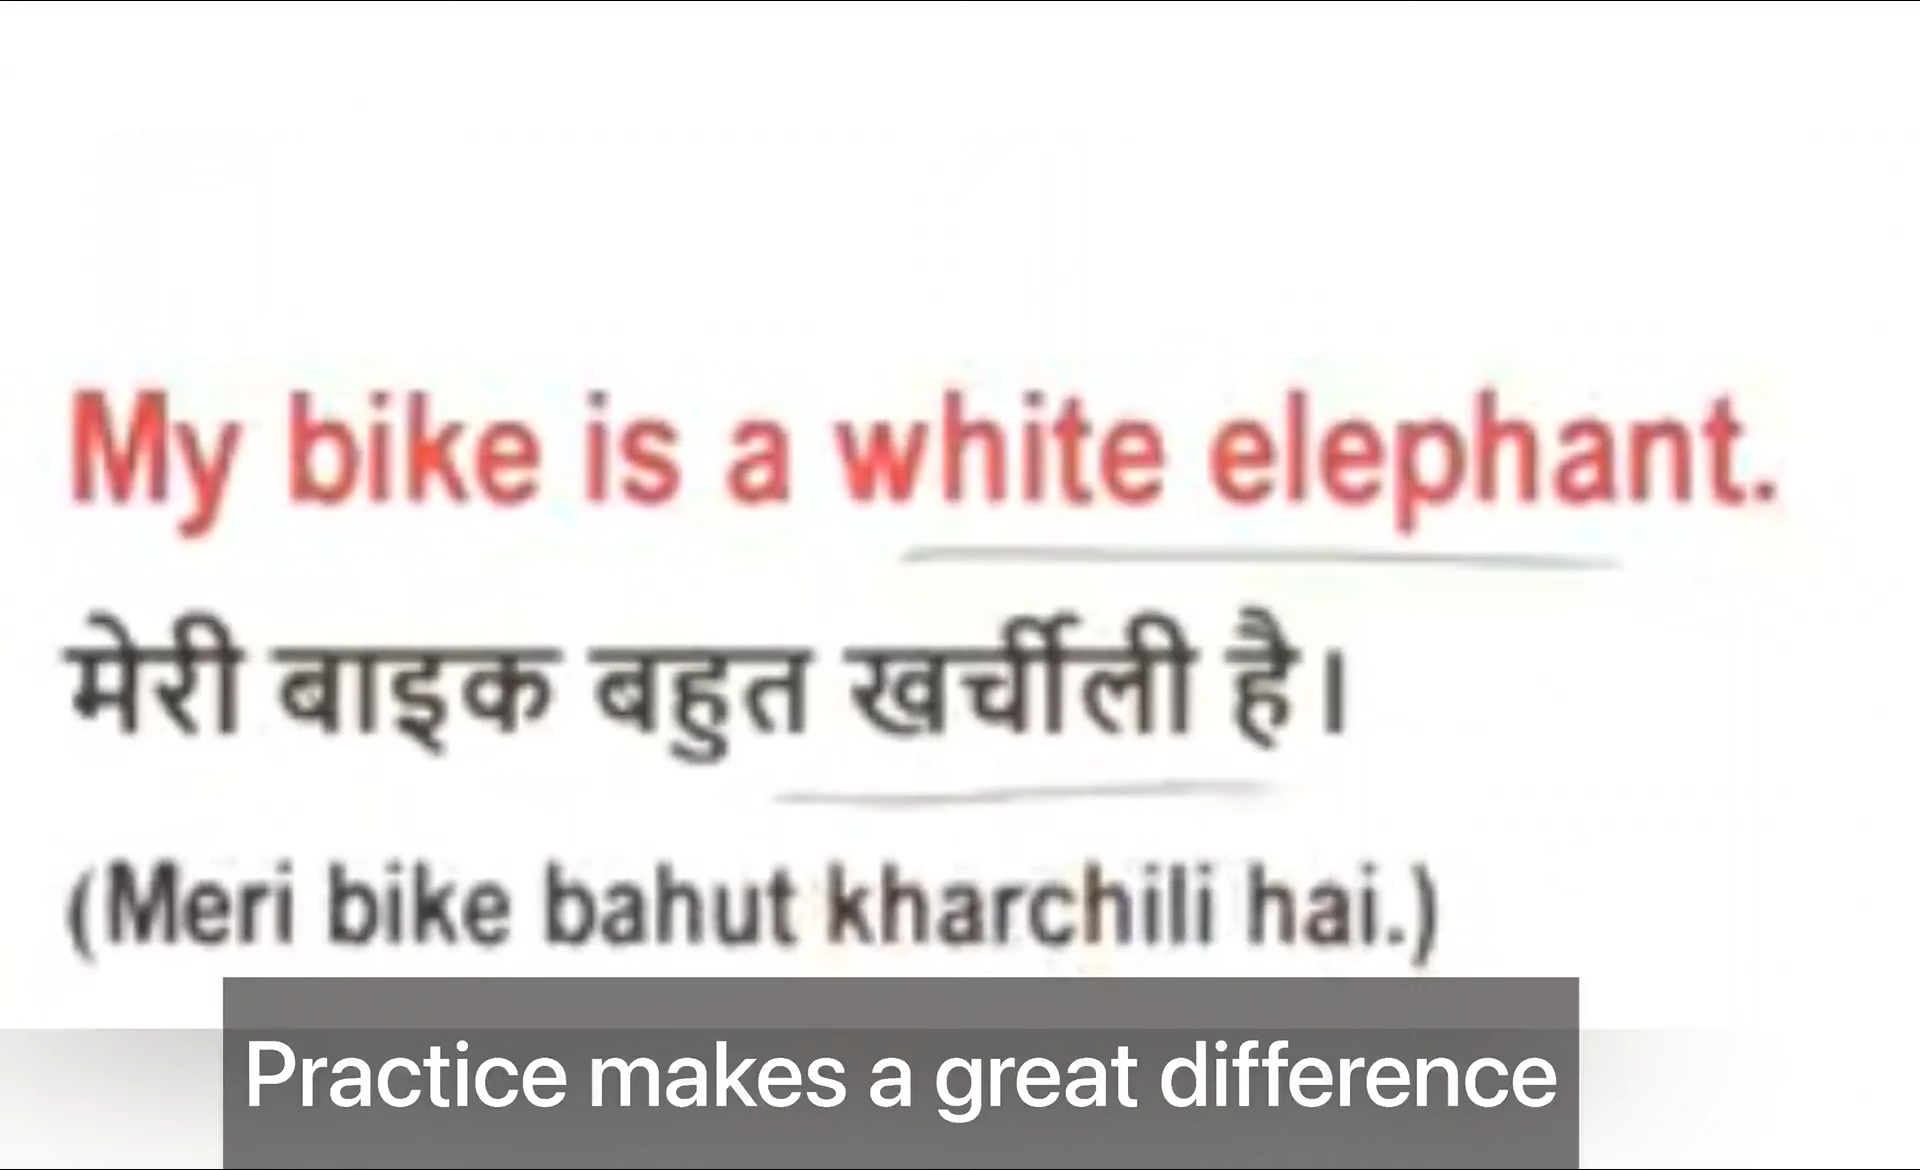 My bike is a white elephant.
मेरी बाइक बहुत खर्चीली है।
(Meri bike bahut kharchili hai.)
Practice makes a great difference